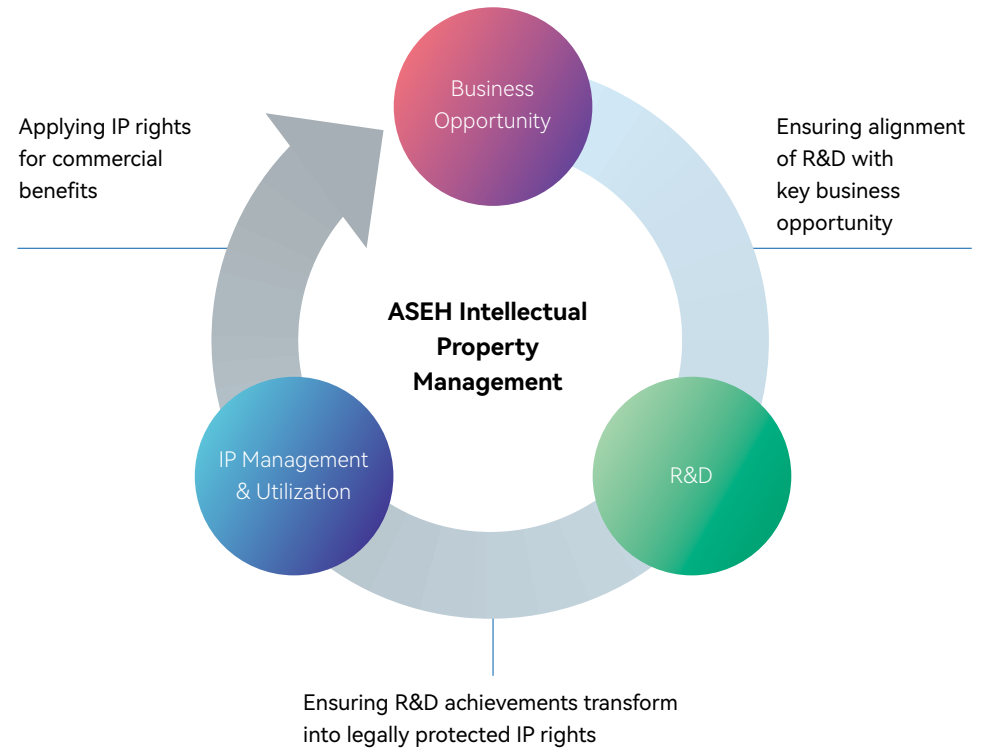 Business
Opportunity
Applying IP rights
for commercial
benefits
Ensuring alignment
of R&D with
key business
opportunity
ASEH Intellectual
Property
Management
IP Management
& Utilization
R&D
Ensuring R&D achievements transform
into legally protected IP rights